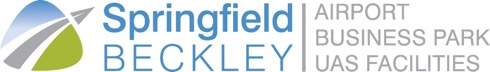 Springfield
BECKLEY
AIRPORT
BUSINESS PARK
UAS FACILITIES